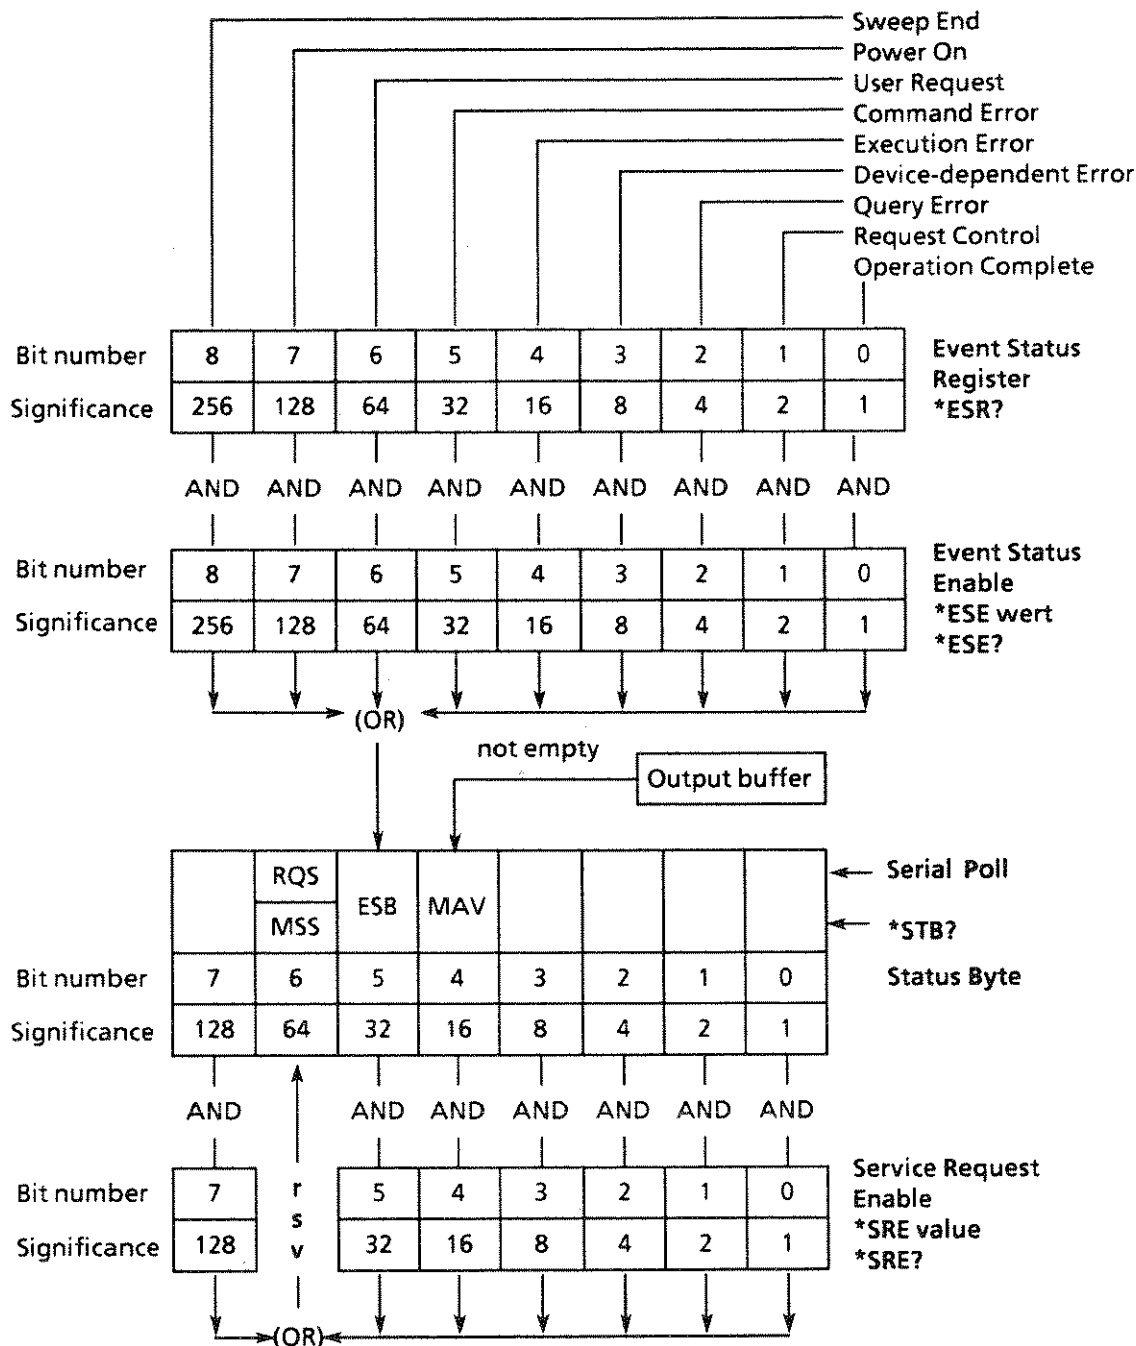 Sweep End
Power On
User Request
Command Error
Execution Error
Device-dependent Error
Query Error
Request Control
Operation Complete
Bit number 8 7 6 5 4 3 2 1 0 Event Status
Register
Significance 256 128 64 32 16 8 4 2 1 *ESR?
AND AND AND AND AND AND AND AND AND
Bit number 8 7 6 5 4 3 2 1 0 Event Status
Enable
Significance 256 128 64 32 16 8 4 2 1 *ESE wert
*ESE?
(OR)
not empty
Output buffer
RQS ESB MAV Serial Poll
MSS *STB?
Bit number 7 6 5 4 3 2 1 0 Status Byte
Significance 128 64 32 16 8 4 2 1
AND AND AND AND AND AND AND
Bit number 7 rsv 5 4 3 2 1 0 Service Request
Enable
Significance 128 32 16 8 4 2 1 *SRE value
*SRE?
(OR)